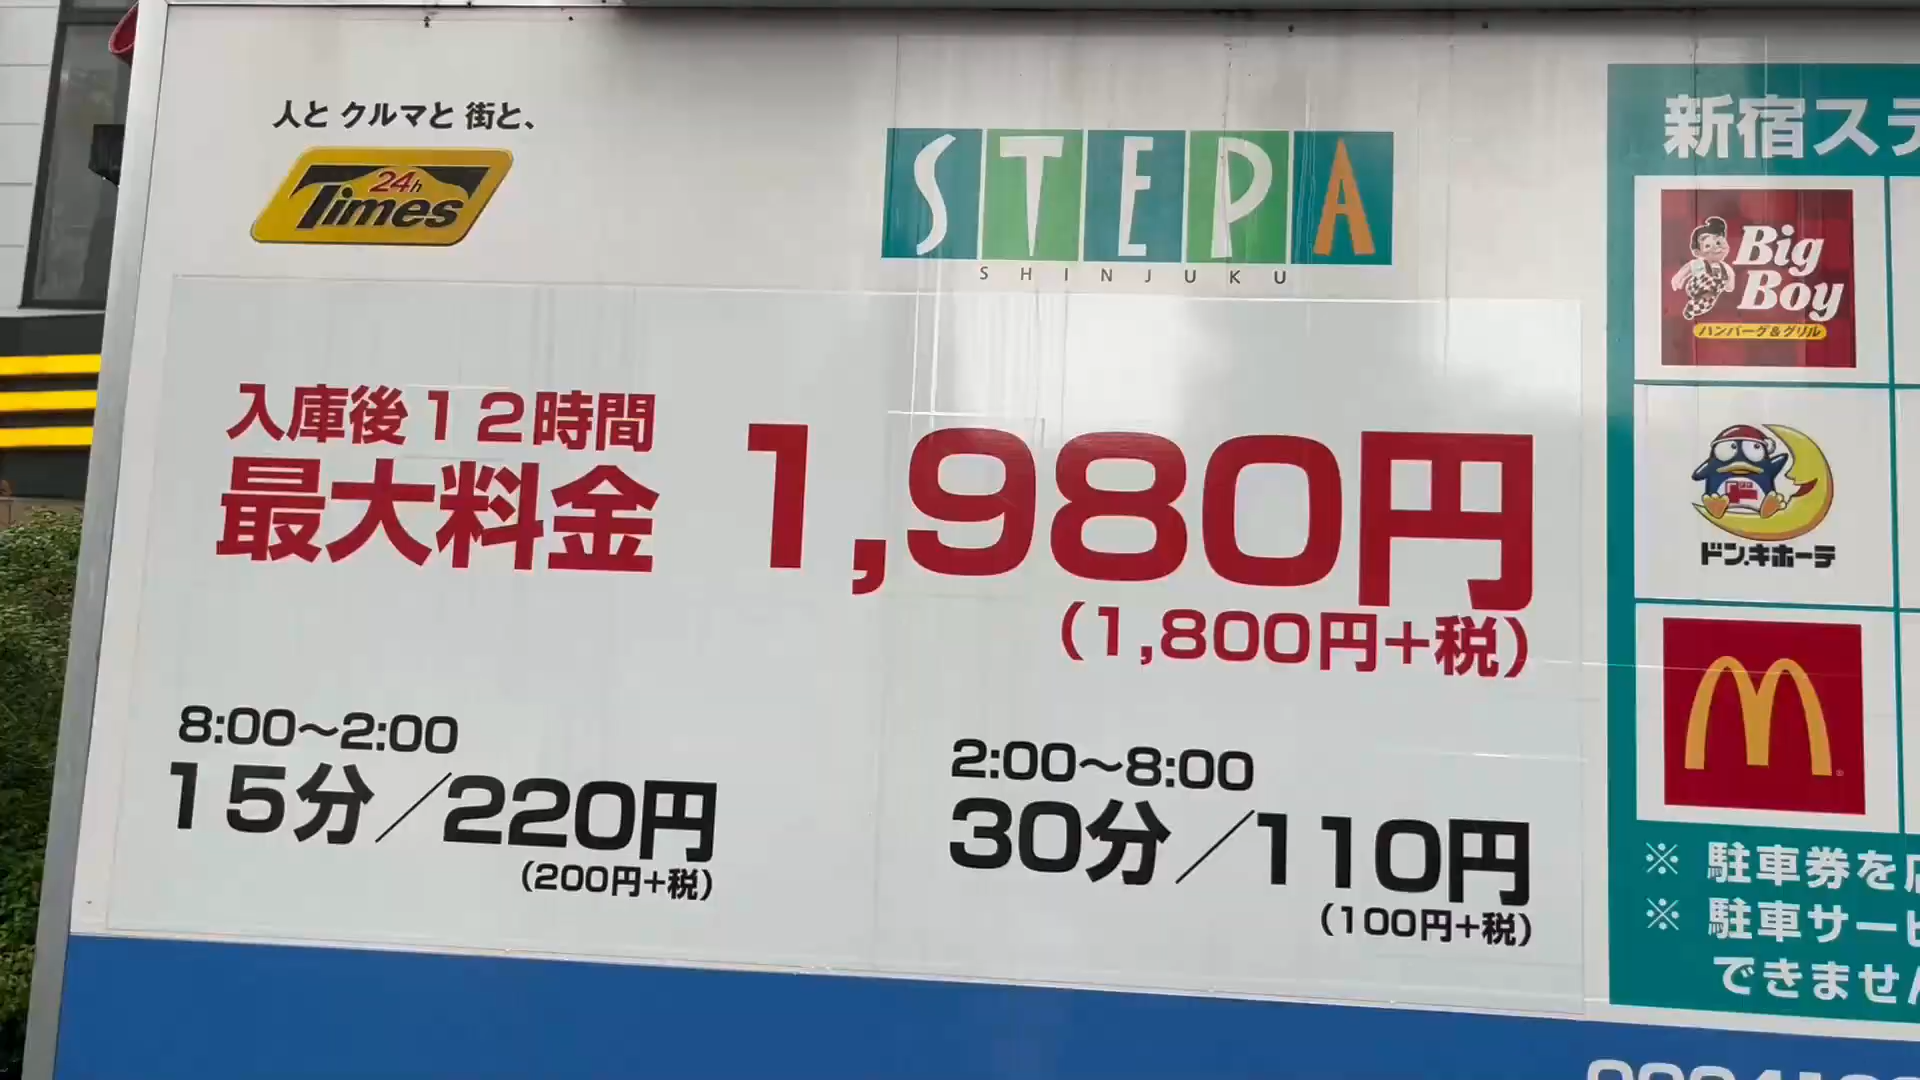 人と クルマと 街と、
24h
Times
STEPA
SHINJUKU
入庫後12時間
最大料金 1,980円
(1,800円+税)
8:00～2:00
15分／220円
(200円+税)
2:00～8:00
30分／110円
(100円+税)
新宿ステ
Big
Boy
ハンバーグ&グリル
ド
ドン.キホーテ
M
※ 駐車券を
※ 駐車サー
できませ